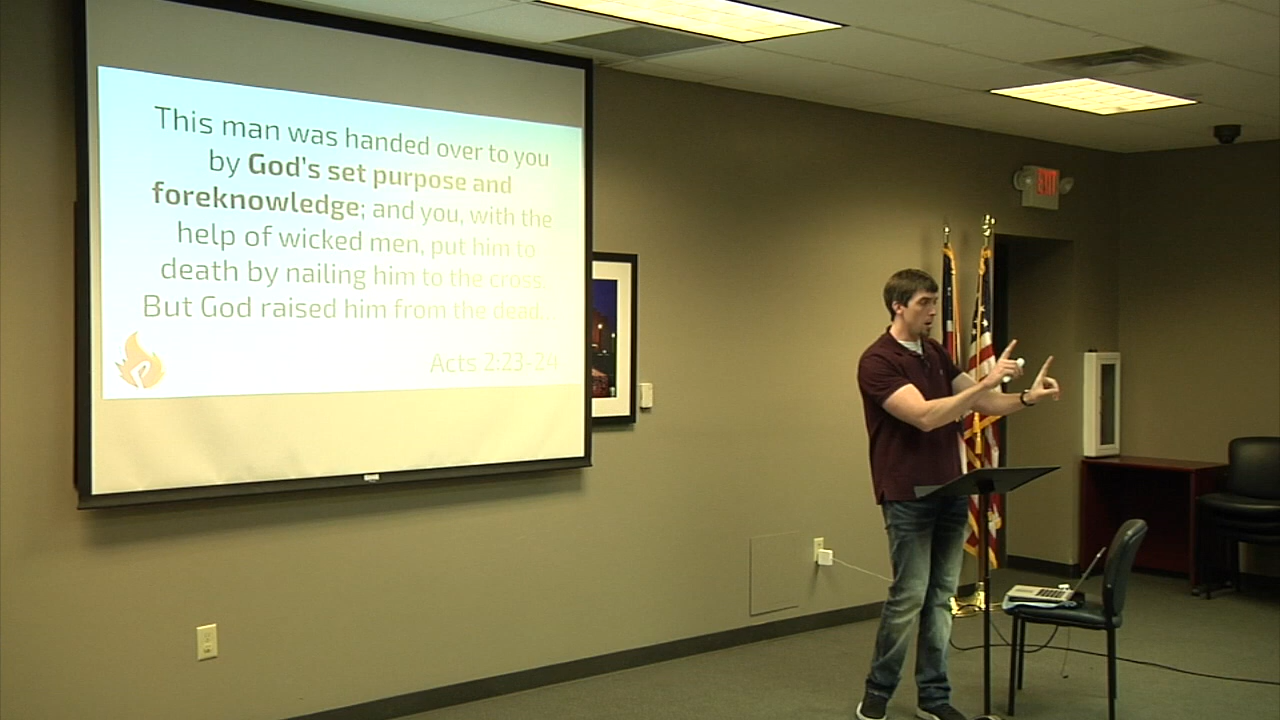 This man was handed over to you
by God's set purpose and
foreknowledge; and you, with the
help of wicked men, put him to
death by nailing him to the cross.
But God raised him from the dead...
Acts 2:23-24
EXIT